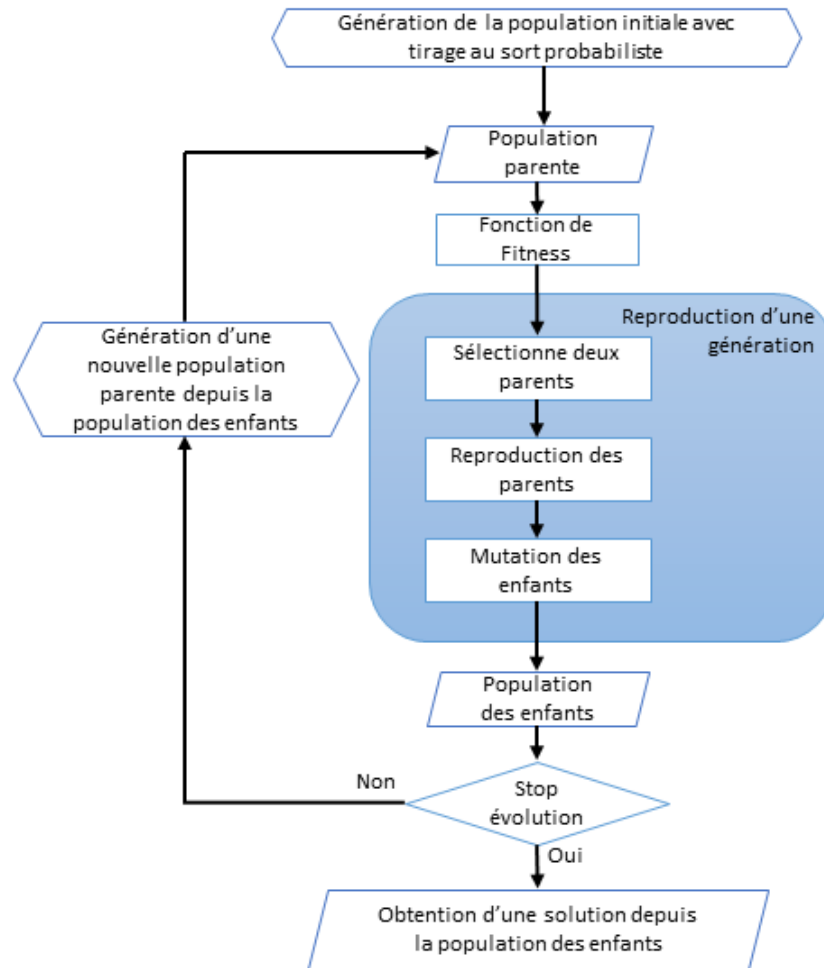 Génération de la population initiale avec
tirage au sort probabiliste
Population
parente
Fonction de
Fitness
Reproduction d'une
génération
Sélectionne deux
parents
Génération d'une
nouvelle population
parente depuis la
population des enfants
Reproduction des
parents
Mutation des
enfants
Population
des enfants
Non
Stop
évolution
Oui
Obtention d'une solution depuis
la population des enfants